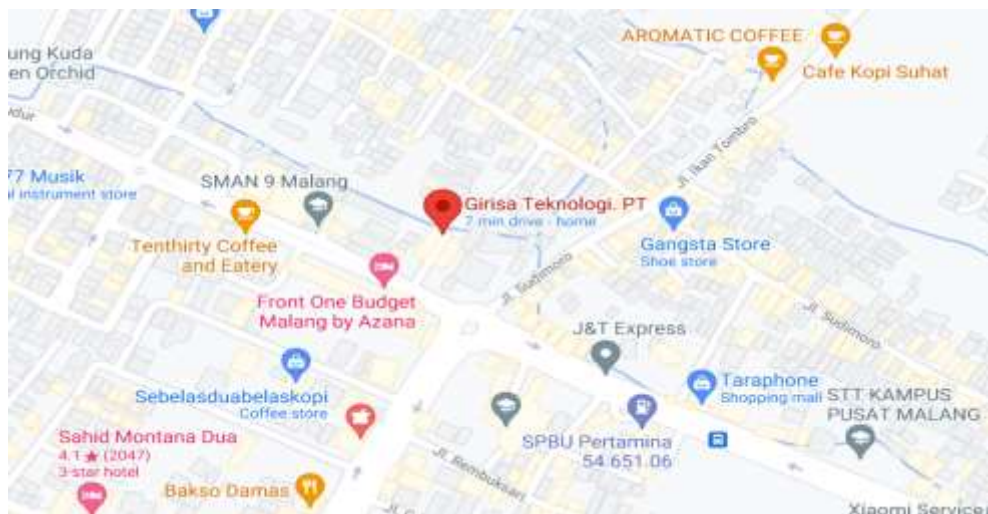 AROMATIC COFFEE
Cafe Kopi Suhat
ung Kuda
en Orchid
udur
Jl. Ikan Tombro
77 Musik
al instrument store
SMAN 9 Malang
Girisa Teknologi. PT
7 min drive - home
Tenthirty Coffee
and Eatery
Gangsta Store
Shoe store
Front One Budget
Malang by Azana
Jl. Sudimoro
Jl. Sudimoro
J&T Express
Sebelasduabelaskopi
Coffee store
Taraphone
Shopping mall
STT KAMPUS
PUSAT MALANG
Sahid Montana Dua
4.1 ★ (2047)
3-star hotel
SPBU Pertamina
54.651.06
Jl. Rembuksari
Bakso Damas
Xiaomi Service